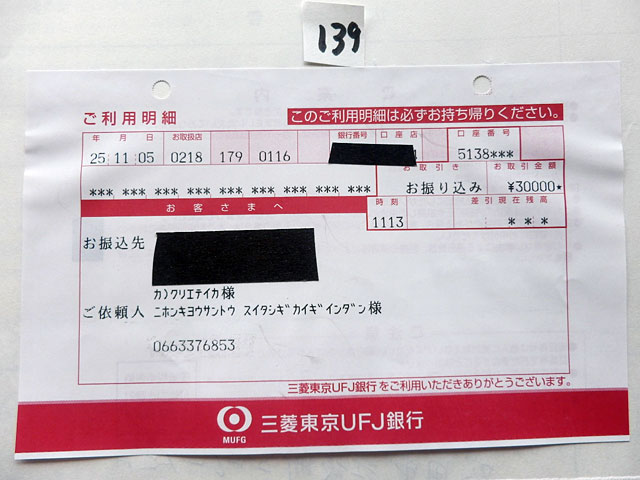 139
ご利用明細
このご利用明細は必ずお持ち帰りください。
年 月 日 お取扱店 銀行番号 口座店 口座番号
25 11 05 0218 179 0116 5138***
お取引き お取引金額
*** *** *** *** *** *** *** *** *** お振り込み ¥30000*
お客さまへ
時刻 差引現在残高
1113 ***
お振込先
カ)クリエテイカ様
ご依頼人 ニホンキヨウサントウ スイタシギカイギインダン様
0663376853
三菱東京UFJ銀行をご利用いただきありがとうございます。
MUFG
三菱東京UFJ銀行